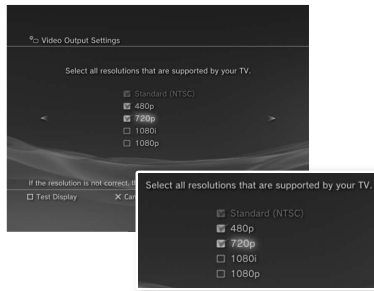 Video Output Settings
Select all resolutions that are supported by your TV.
Standard (NTSC)
480p
720p
1080i
1080p
If the resolution is not correct,
Test Display
Select all resolutions that are supported by your TV.
Standard (NTSC)
480p
720p
1080i
1080p